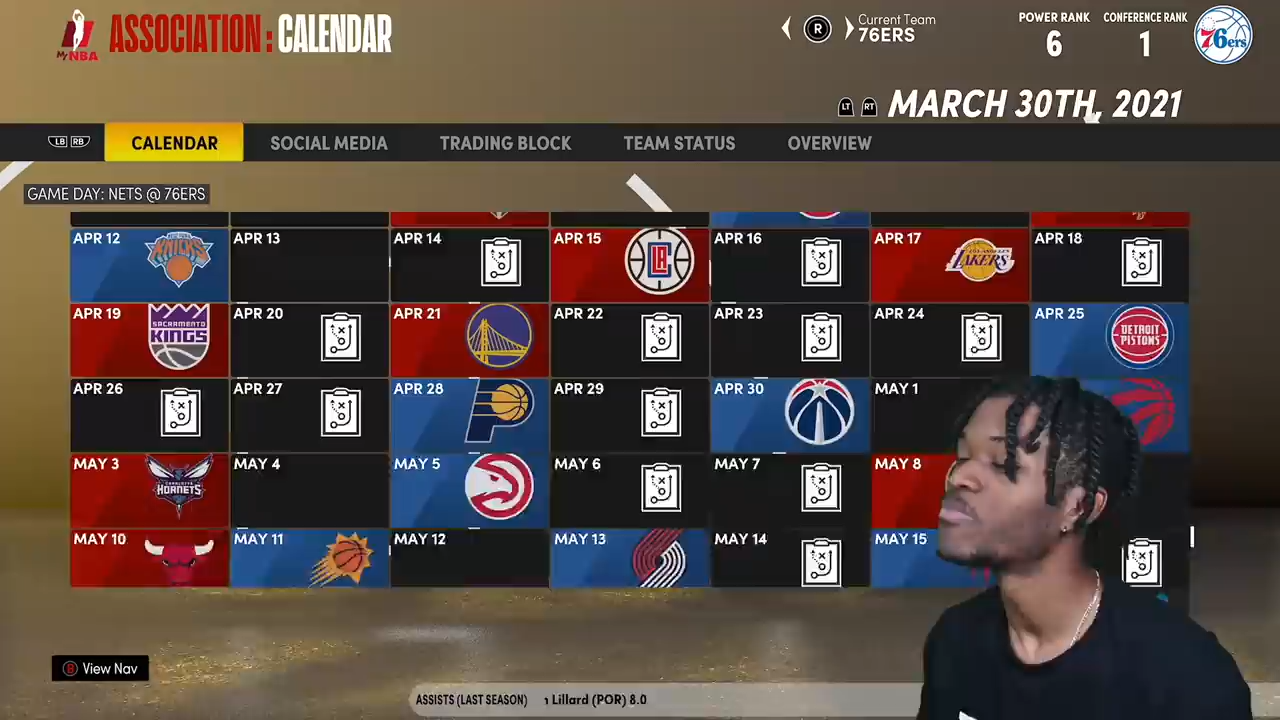 MyNBA
ASSOCIATION: CALENDAR
R
Current Team
76ERS
POWER RANK
6
CONFERENCE RANK
1
76ers
LT RT
MARCH 30TH, 2021
LB RB
CALENDAR
SOCIAL MEDIA
TRADING BLOCK
TEAM STATUS
OVERVIEW
GAME DAY: NETS @ 76ERS
APR 12
NEW YORK
KNICKS
APR 13
APR 14
APR 15
LA
APR 16
APR 17
LOS ANGELES
LAKERS
APR 18
APR 19
SACRAMENTO
KINGS
APR 20
APR 21
APR 22
APR 23
APR 24
APR 25
DETROIT
PISTONS
APR 26
APR 27
APR 28
APR 29
APR 30
MAY 1
MAY 3
CHARLOTTE
HORNETS
MAY 4
MAY 5
MAY 6
MAY 7
MAY 8
MAY 10
MAY 11
MAY 12
MAY 13
MAY 14
MAY 15
B View Nav
ASSISTS (LAST SEASON)
Lillard (POR) 8.0